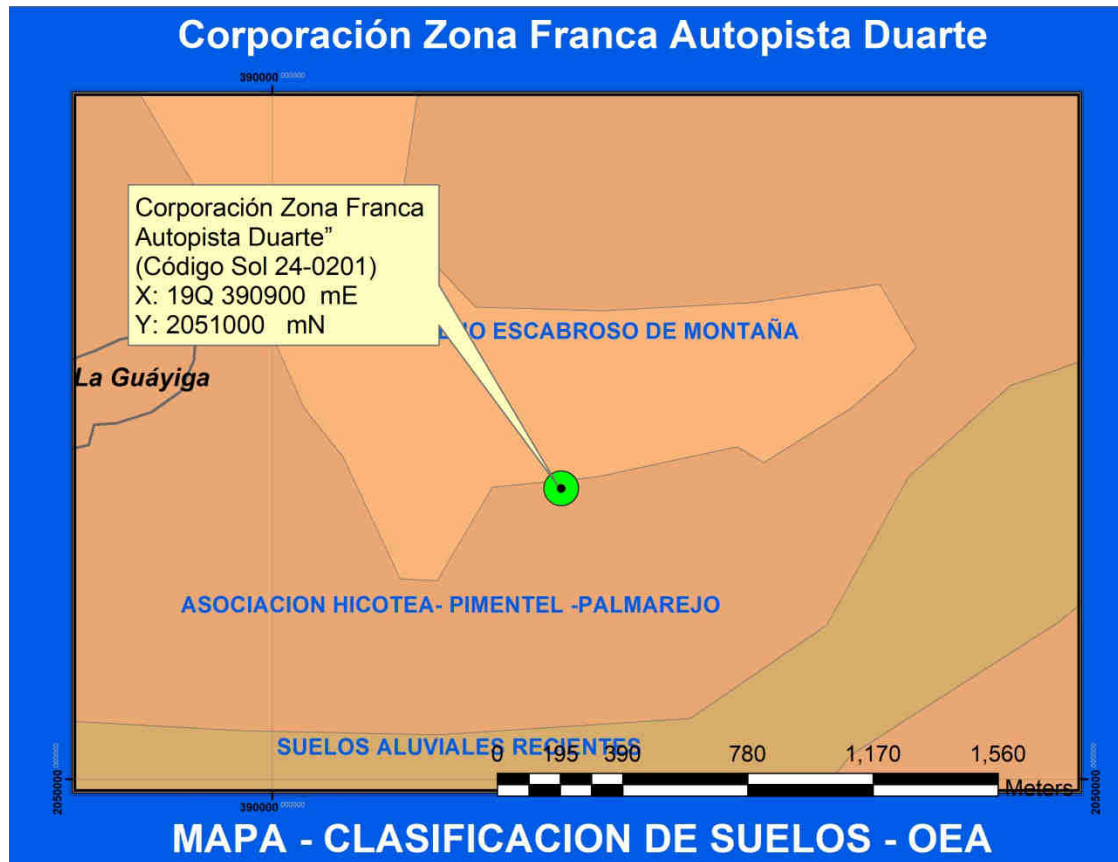 Corporación Zona Franca Autopista Duarte
390000
Corporación Zona Franca
Autopista Duarte”
(Código Sol 24-0201)
X: 19Q 390900 mE
Y: 2051000 mN
ESCABROSO DE MONTAÑA
La Guáyiga
ASOCIACION HICOTEA- PIMENTEL -PALMAREJO
SUELOS ALUVIALES RECIENTES
0 195 390 780 1,170 1,560
Meters
2050000
2050000
390000
MAPA - CLASIFICACION DE SUELOS - OEA